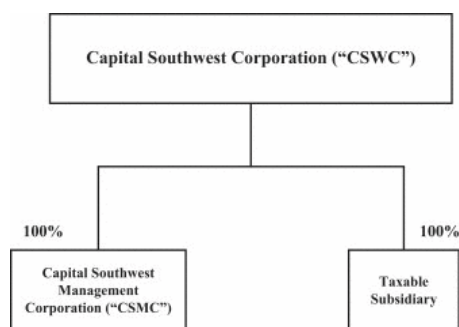 Capital Southwest Corporation (“CSWC”)
100%
100%
Capital Southwest
Management
Corporation (“CSMC”)
Taxable
Subsidiary